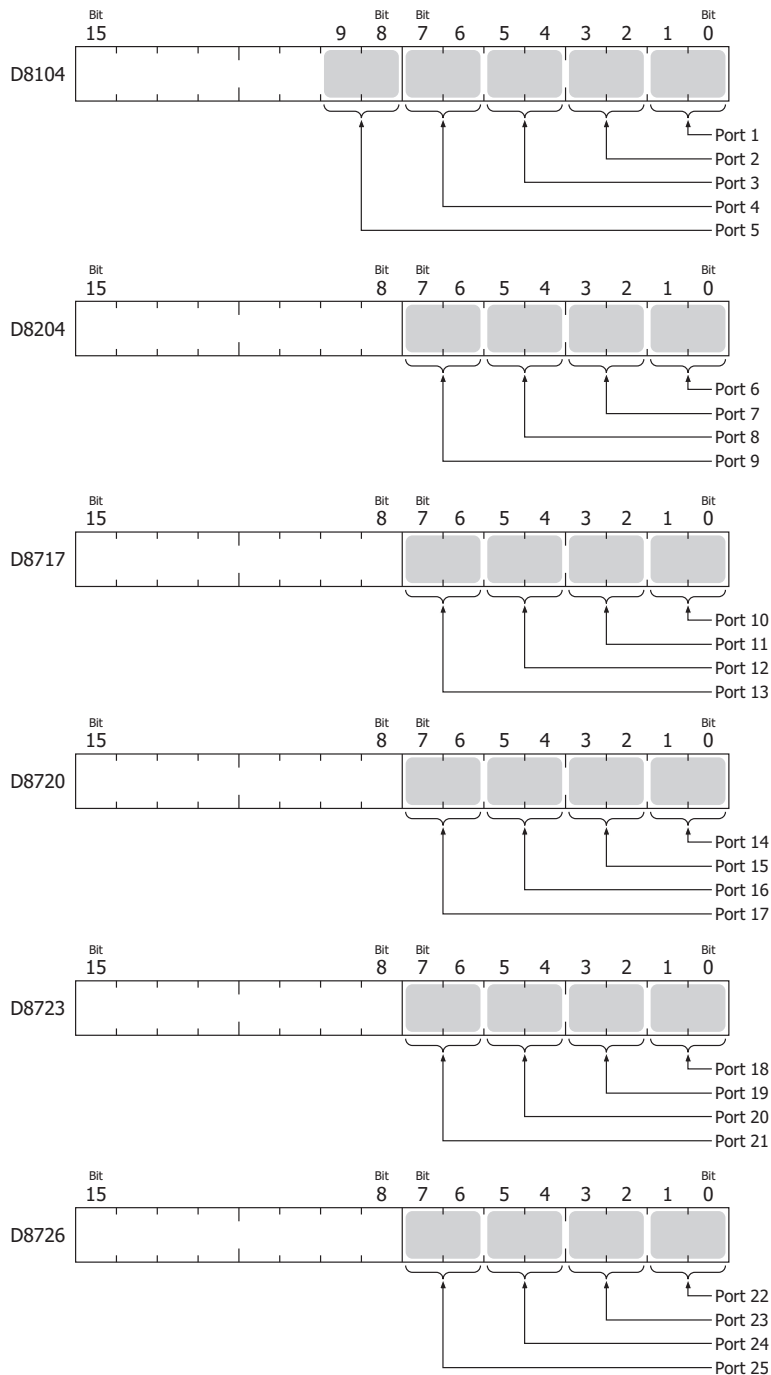 Bit Bit Bit Bit
15 9 8 7 6 5 4 3 2 1 0
D8104
Port 1
Port 2
Port 3
Port 4
Port 5
Bit Bit Bit Bit
15 8 7 6 5 4 3 2 1 0
D8204
Port 6
Port 7
Port 8
Port 9
Bit Bit Bit Bit
15 8 7 6 5 4 3 2 1 0
D8717
Port 10
Port 11
Port 12
Port 13
Bit Bit Bit Bit
15 8 7 6 5 4 3 2 1 0
D8720
Port 14
Port 15
Port 16
Port 17
Bit Bit Bit Bit
15 8 7 6 5 4 3 2 1 0
D8723
Port 18
Port 19
Port 20
Port 21
Bit Bit Bit Bit
15 8 7 6 5 4 3 2 1 0
D8726
Port 22
Port 23
Port 24
Port 25